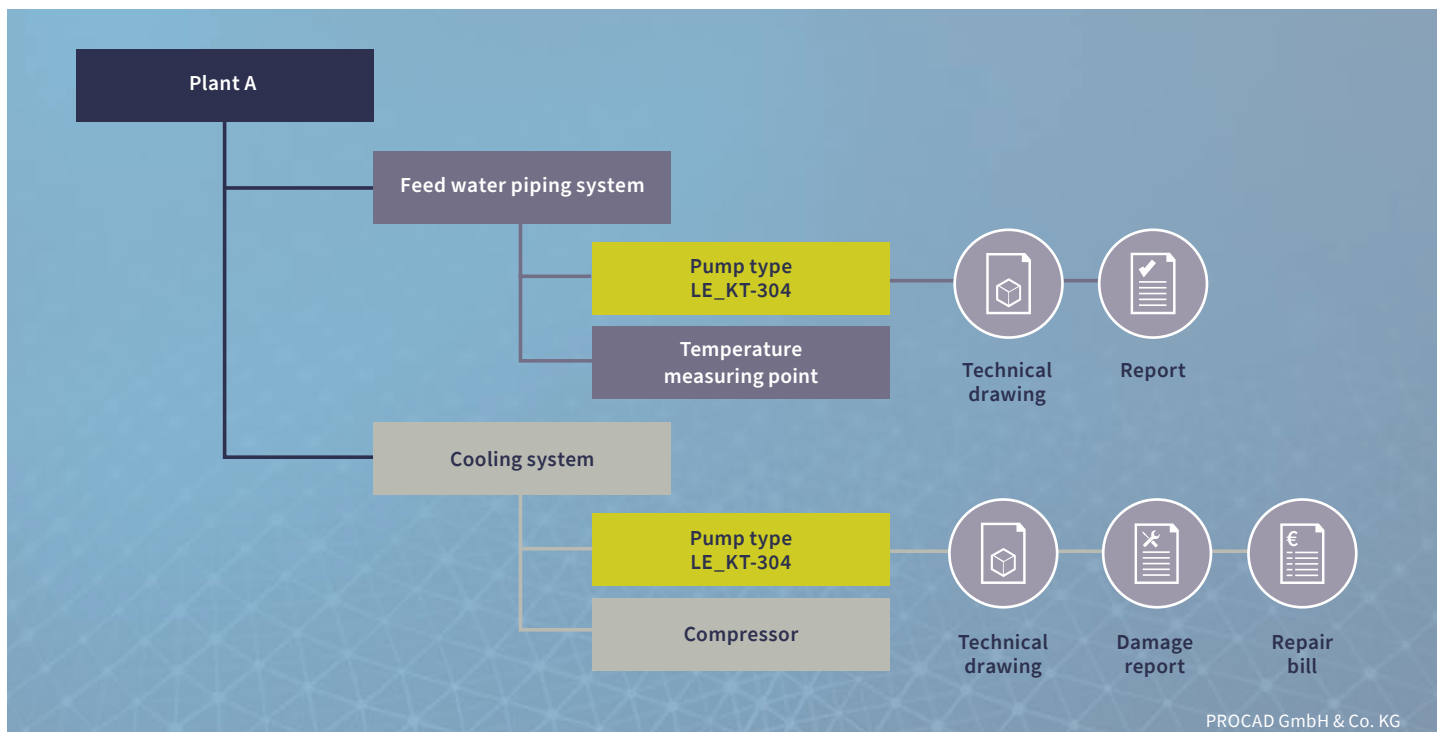 Plant A
Feed water piping system
Pump type
LE_KT-304
Temperature
measuring point
Technical
drawing
Report
Cooling system
Pump type
LE_KT-304
Compressor
Technical
drawing
Damage
report
€
Repair
bill
PROCAD GmbH & Co. KG